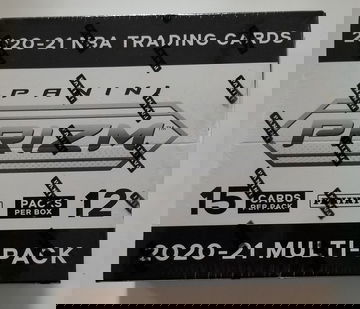 2020-21 NBA TRADING CARDS
PANINI
PRIZM
15 PACKS PER BOX 12 CARDS PER PACK
2020-21 MULTI-PACK